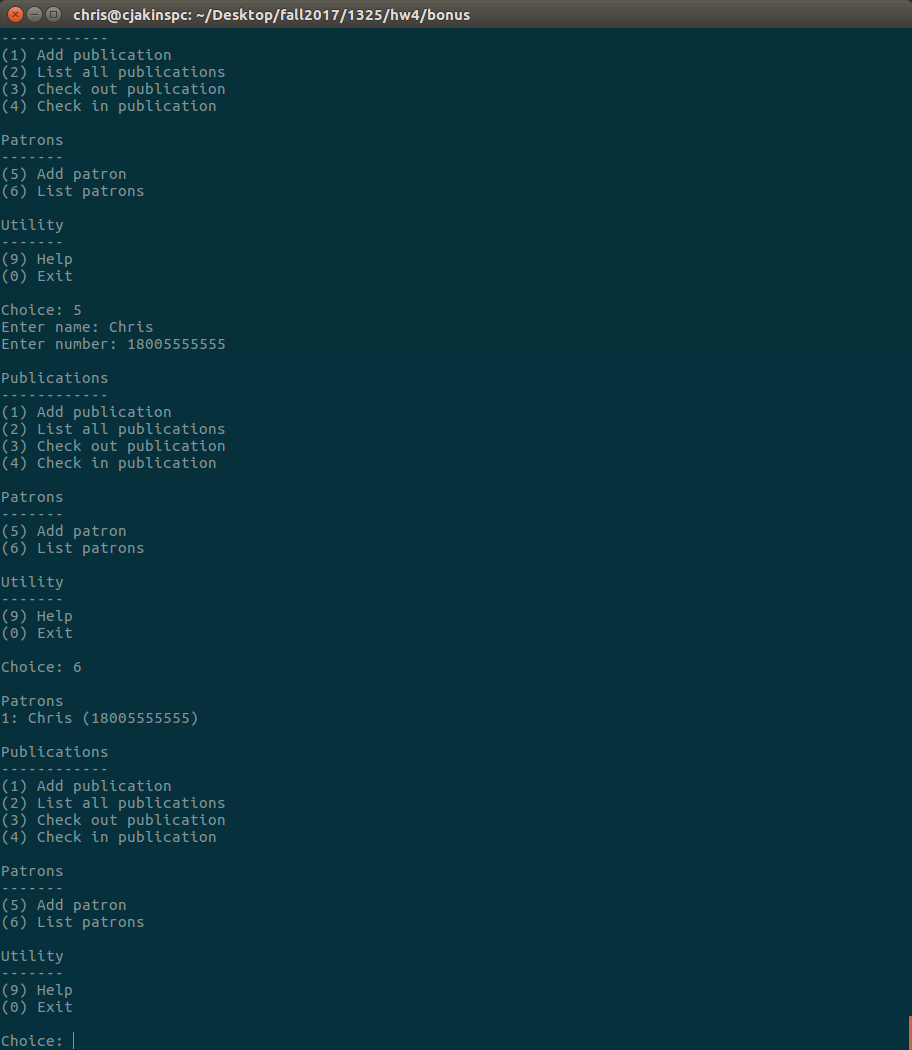 chris@cjakinspc: ~/Desktop/fall2017/1325/hw4/bonus
------------
(1) Add publication
(2) List all publications
(3) Check out publication
(4) Check in publication
Patrons
-------
(5) Add patron
(6) List patrons
Utility
-------
(9) Help
(0) Exit
Choice: 5
Enter name: Chris
Enter number: 18005555555
Publications
------------
(1) Add publication
(2) List all publications
(3) Check out publication
(4) Check in publication
Patrons
-------
(5) Add patron
(6) List patrons
Utility
-------
(9) Help
(0) Exit
Choice: 6
Patrons
1: Chris (18005555555)
Publications
------------
(1) Add publication
(2) List all publications
(3) Check out publication
(4) Check in publication
Patrons
-------
(5) Add patron
(6) List patrons
Utility
-------
(9) Help
(0) Exit
Choice: